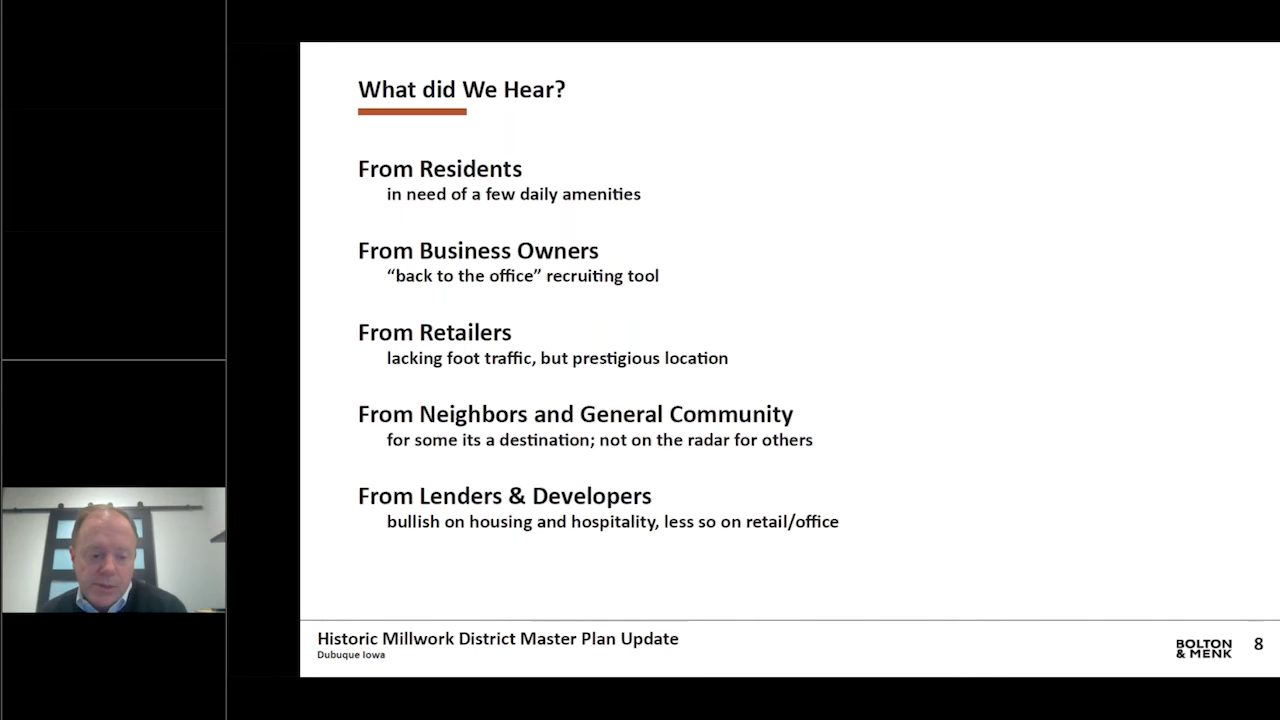 What did We Hear?
From Residents
in need of a few daily amenities
From Business Owners
“back to the office” recruiting tool
From Retailers
lacking foot traffic, but prestigious location
From Neighbors and General Community
for some its a destination; not on the radar for others
From Lenders & Developers
bullish on housing and hospitality, less so on retail/office
Historic Millwork District Master Plan Update
Dubuque Iowa
BOLTON
& MENK
8